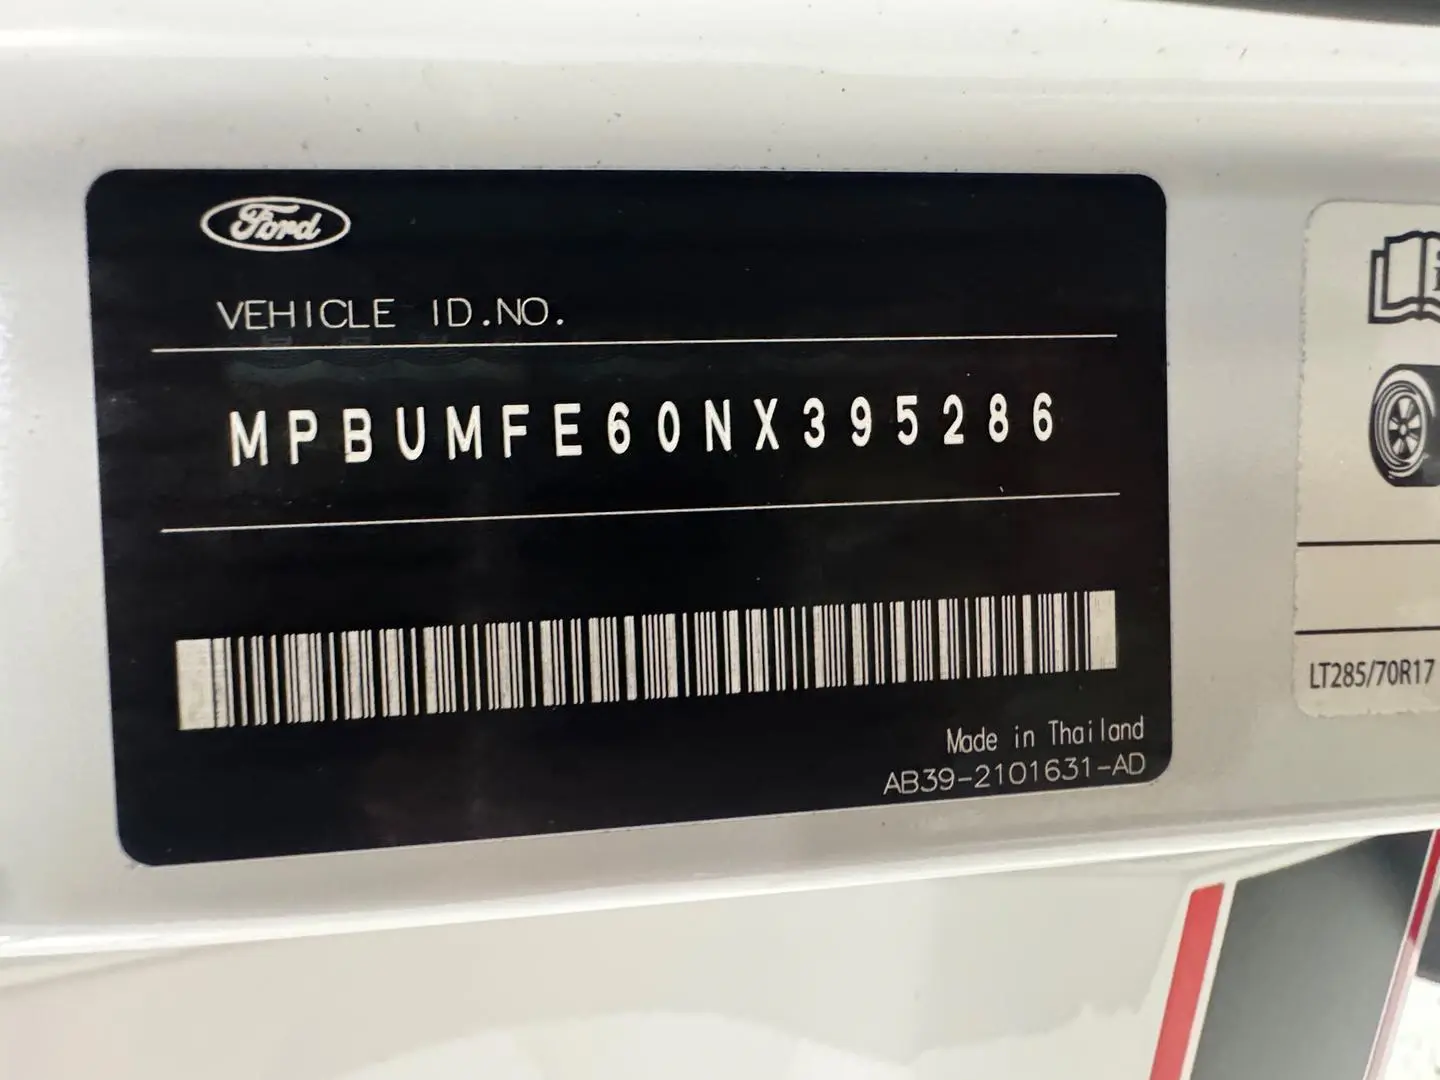 Ford
VEHICLE ID.NO.
MPBUMFE60NX395286
Made in Thailand
AB39-2101631-AD
LT285/70R17